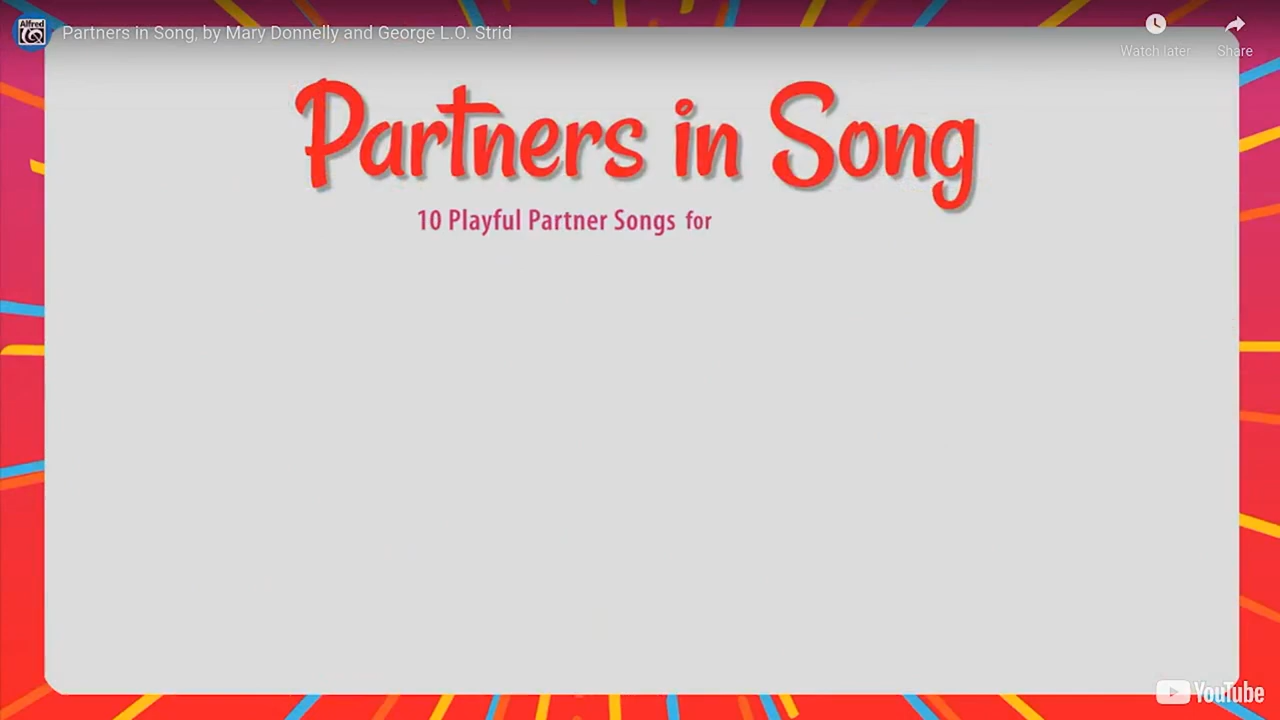 Alfred
Partners in Song, by Mary Donnelly and George L.O. Strid
Watch later
Share
Partners in Song
10 Playful Partner Songs for
YouTube